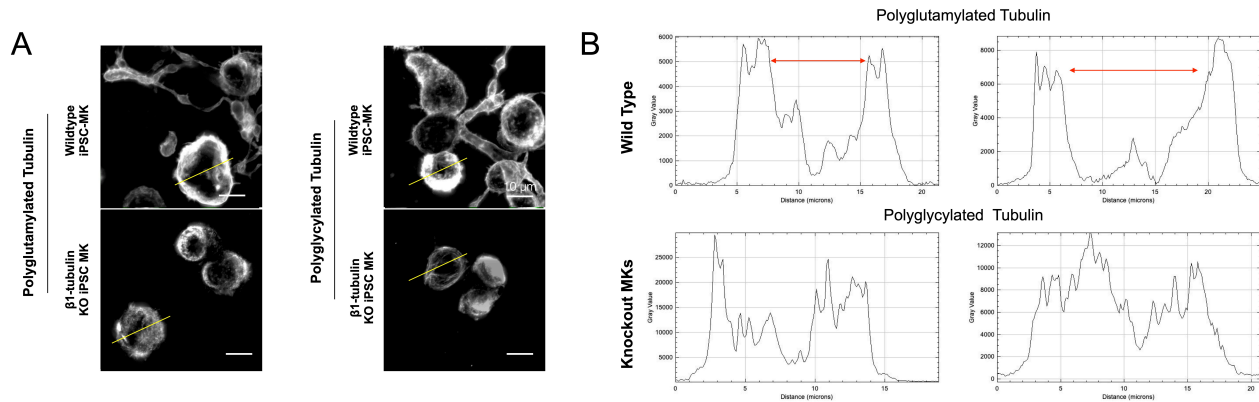 A
Polyglutamylated Tubulin
Wildtype
iPSC-MK
β1-tubulin
KO iPSC MK
Polyglycylated Tubulin
Wildtype
iPSC-MK
β1-tubulin
KO iPSC MK
10 µm
B
Polyglutamylated Tubulin
Wild Type
Gray Value
6000
5000
4000
3000
2000
1000
0
0 5 10 15 20
Distance (microns)
Gray Value
8000
6000
4000
2000
0
0 5 10 15 20
Distance (microns)
Polyglycylated Tubulin
Knockout MKs
Gray Value
25000
20000
15000
10000
5000
0 5 10 15
Distance (microns)
Gray Value
12000
10000
8000
6000
4000
2000
0
0 5 10 15 20
Distance (microns)